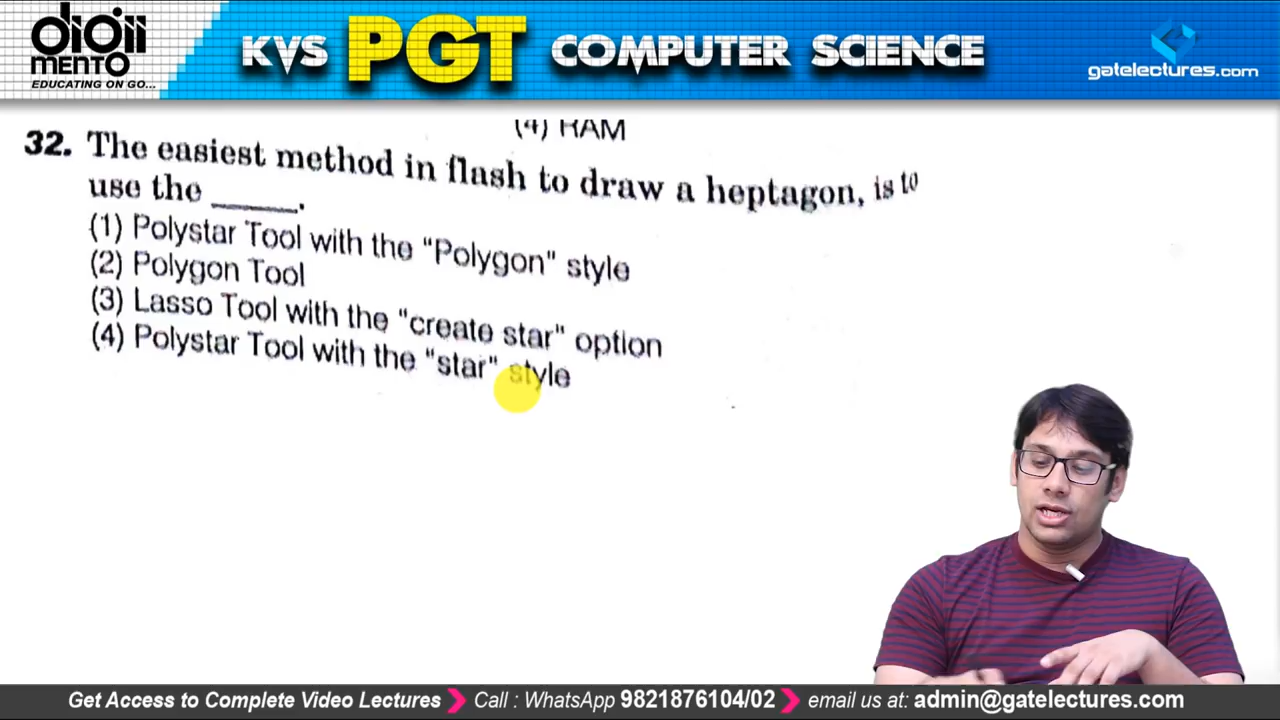 digii
MENTO
EDUCATING ON GO...
KVS PGT COMPUTER SCIENCE
gatelectures.com
(4) RAM
32. The easiest method in flash to draw a heptagon, is to
use the _____.
(1) Polystar Tool with the "Polygon" style
(2) Polygon Tool
(3) Lasso Tool with the "create star" option
(4) Polystar Tool with the "star" style
Get Access to Complete Video Lectures Call : WhatsApp 9821876104/02 email us at: admin@gatelectures.com